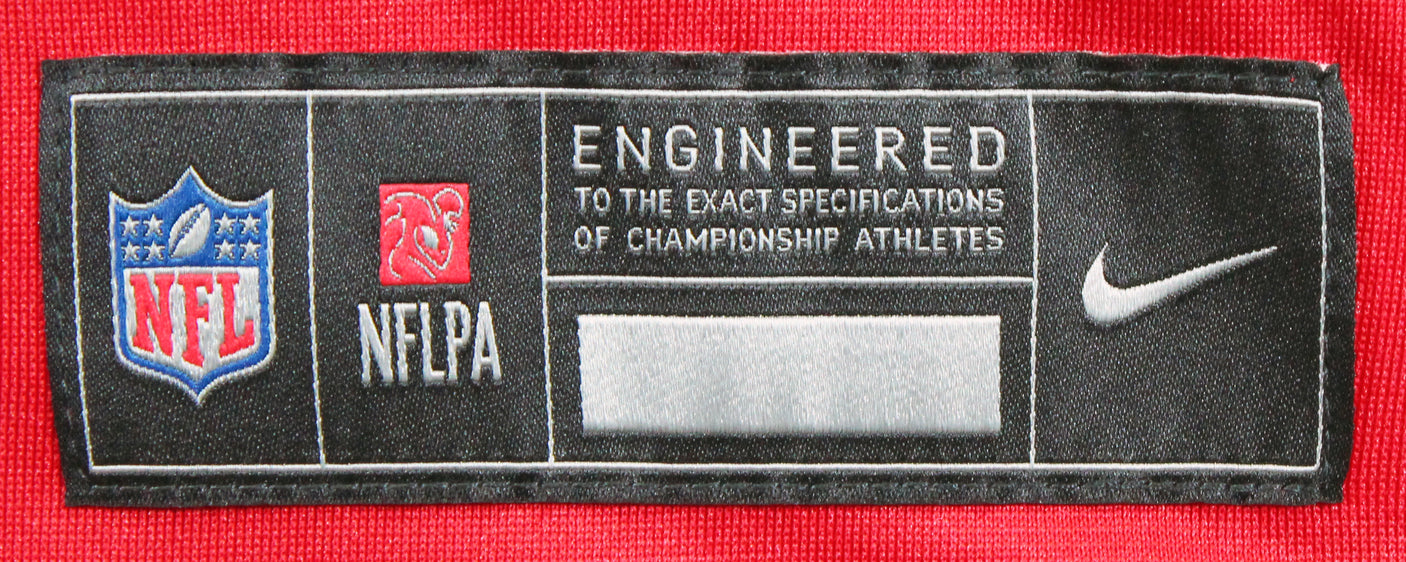 NFL
NFLPA
ENGINEERED
TO THE EXACT SPECIFICATIONS
OF CHAMPIONSHIP ATHLETES